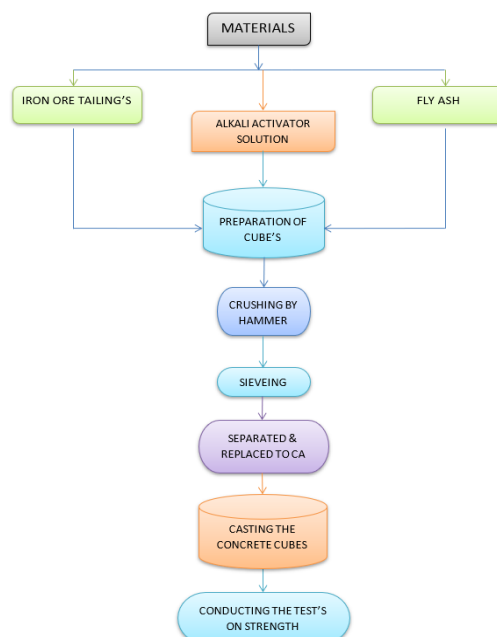 MATERIALS
IRON ORE TAILING'S
ALKALI ACTIVATOR
SOLUTION
FLY ASH
PREPARATION OF
CUBE'S
CRUSHING BY
HAMMER
SIEVEING
SEPARATED &
REPLACED TO CA
CASTING THE
CONCRETE CUBES
CONDUCTING THE TEST'S
ON STRENGTH